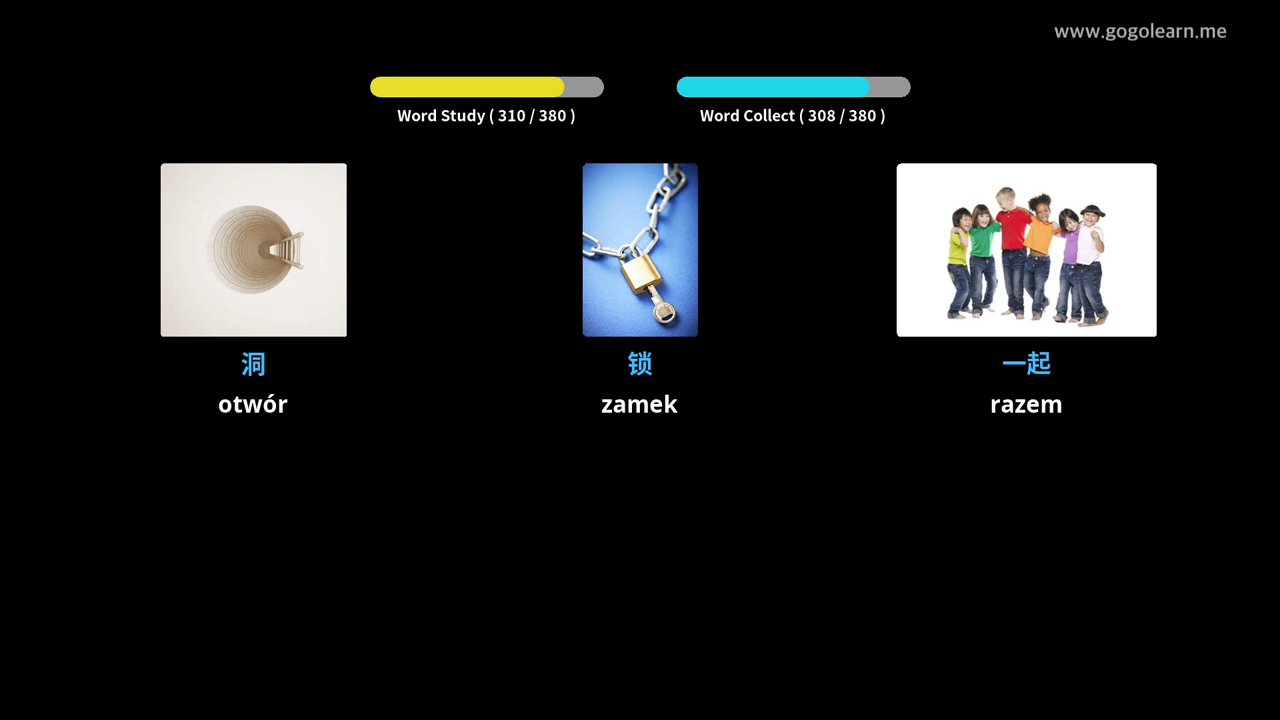 www.gogolearn.me
Word Study ( 310 / 380 )
Word Collect ( 308 / 380 )
洞
锁
一起
otwór
zamek
razem